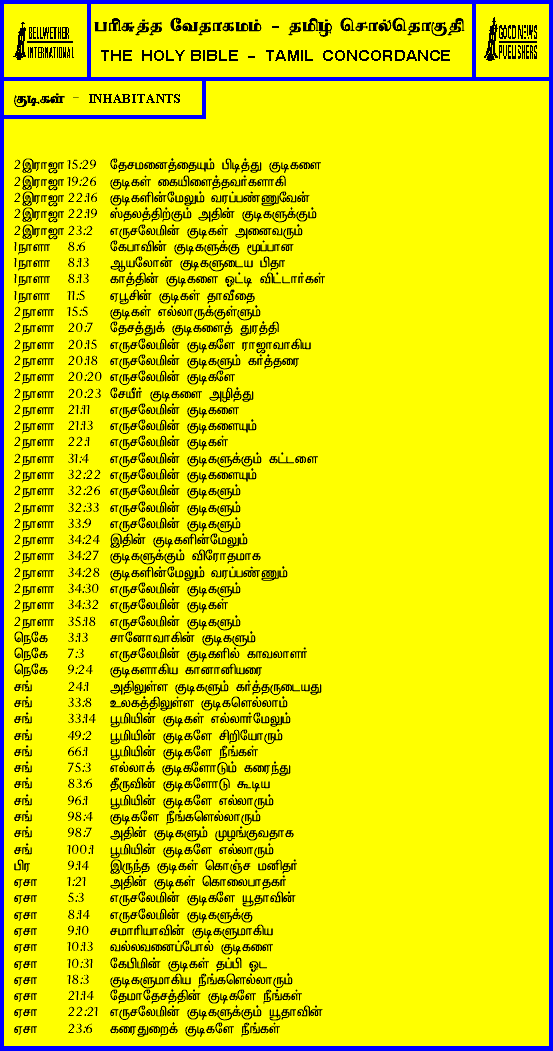 BELLWETHER INTERNATIONAL
பரிசுத்த வேதாகமம் - தமிழ் சொல்தொகுதி
THE HOLY BIBLE - TAMIL CONCORDANCE
GOOD NEWS PUBLISHERS
குடிகள் - INHABITANTS
2இராஜா 15:29 தேசமனைத்தையும் பிடித்து குடிகளை
2இராஜா 19:26 குடிகள் கையிளைத்தவர்களாகி
2இராஜா 22:16 குடிகளின்மேலும் வரப்பண்ணுவேன்
2இராஜா 22:19 ஸ்தலத்திற்கும் அதின் குடிகளுக்கும்
2இராஜா 23:2 எருசலேமின் குடிகள் அனைவரும்
1நாளா 8:6 கேபாவின் குடிகளுக்கு மூப்பான
1நாளா 8:13 ஆயலோன் குடிகளுடைய பிதா
1நாளா 8:13 காத்தின் குடிகளை ஓட்டி விட்டார்கள்
1நாளா 11:5 ஏபூசின் குடிகள் தாவீதை
2நாளா 15:5 குடிகள் எல்லாருக்குள்ளும்
2நாளா 20:7 தேசத்துக் குடிகளைத் துரத்தி
2நாளா 20:15 எருசலேமின் குடிகளே ராஜாவாகிய
2நாளா 20:18 எருசலேமின் குடிகளும் கர்த்தரை
2நாளா 20:20 எருசலேமின் குடிகளே
2நாளா 20:23 சேயீர் குடிகளை அழித்து
2நாளா 21:11 எருசலேமின் குடிகளை
2நாளா 21:13 எருசலேமின் குடிகளையும்
2நாளா 22:1 எருசலேமின் குடிகள்
2நாளா 31:4 எருசலேமின் குடிகளுக்கும் கட்டளை
2நாளா 32:22 எருசலேமின் குடிகளையும்
2நாளா 32:26 எருசலேமின் குடிகளும்
2நாளா 32:33 எருசலேமின் குடிகளும்
2நாளா 33:9 எருசலேமின் குடிகளும்
2நாளா 34:24 இதின் குடிகளின்மேலும்
2நாளா 34:27 குடிகளுக்கும் விரோதமாக
2நாளா 34:28 குடிகளின்மேலும் வரப்பண்ணும்
2நாளா 34:30 எருசலேமின் குடிகளும்
2நாளா 34:32 எருசலேமின் குடிகள்
2நாளா 35:18 எருசலேமின் குடிகளும்
நெகே 3:13 சானோவாகின் குடிகளும்
நெகே 7:3 எருசலேமின் குடிகளில் காவலாளர்
நெகே 9:24 குடிகளாகிய கானானியரை
சங் 24:1 அதிலுள்ள குடிகளும் கர்த்தருடையது
சங் 33:8 உலகத்திலுள்ள குடிகளெல்லாம்
சங் 33:14 பூமியின் குடிகள் எல்லார்மேலும்
சங் 49:2 பூமியின் குடிகளே சிறியோரும்
சங் 66:1 பூமியின் குடிகளே நீங்கள்
சங் 75:3 எல்லாக் குடிகளோடும் கரைந்து
சங் 83:6 தீருவின் குடிகளோடு கூடிய
சங் 96:1 பூமியின் குடிகளே எல்லாரும்
சங் 98:4 குடிகளே நீங்களெல்லாரும்
சங் 98:7 அதின் குடிகளும் முழங்குவதாக
சங் 100:1 பூமியின் குடிகளே எல்லாரும்
பிர 9:14 இருந்த குடிகள் கொஞ்ச மனிதர்
ஏசா 1:21 அதின் குடிகள் கொலைபாதகர்
ஏசா 5:3 எருசலேமின் குடிகளே யூதாவின்
ஏசா 8:14 எருசலேமின் குடிகளுக்கு
ஏசா 9:10 சமாரியாவின் குடிகளுமாகிய
ஏசா 10:13 வல்லவனைப்போல் குடிகளை
ஏசா 10:31 கேபிமின் குடிகள் தப்பி ஓட
ஏசா 18:3 குடிகளுமாகிய நீங்களெல்லாரும்
ஏசா 21:14 தேமாதேசத்தின் குடிகளே நீங்கள்
ஏசா 22:21 எருசலேமின் குடிகளுக்கும் யூதாவின்
ஏசா 23:6 கரைதுறைக் குடிகளே நீங்கள்